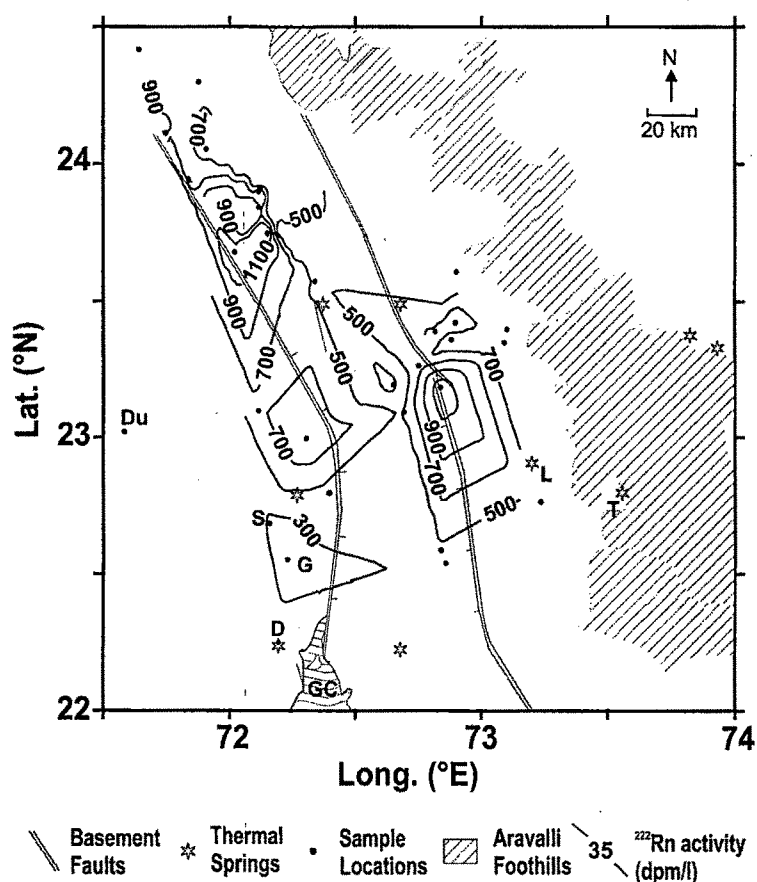 N
20 km
900
700
24
900
500
1100
900
500
700
500
700
Du
23
700
900
700
L
T
500
S
300
G
D
GC
22
72
73
74
Lat. (°N)
Long. (°E)
Basement Faults
Thermal Springs
Sample Locations
Aravalli Foothills
35
²²²Rn activity (dpm/l)